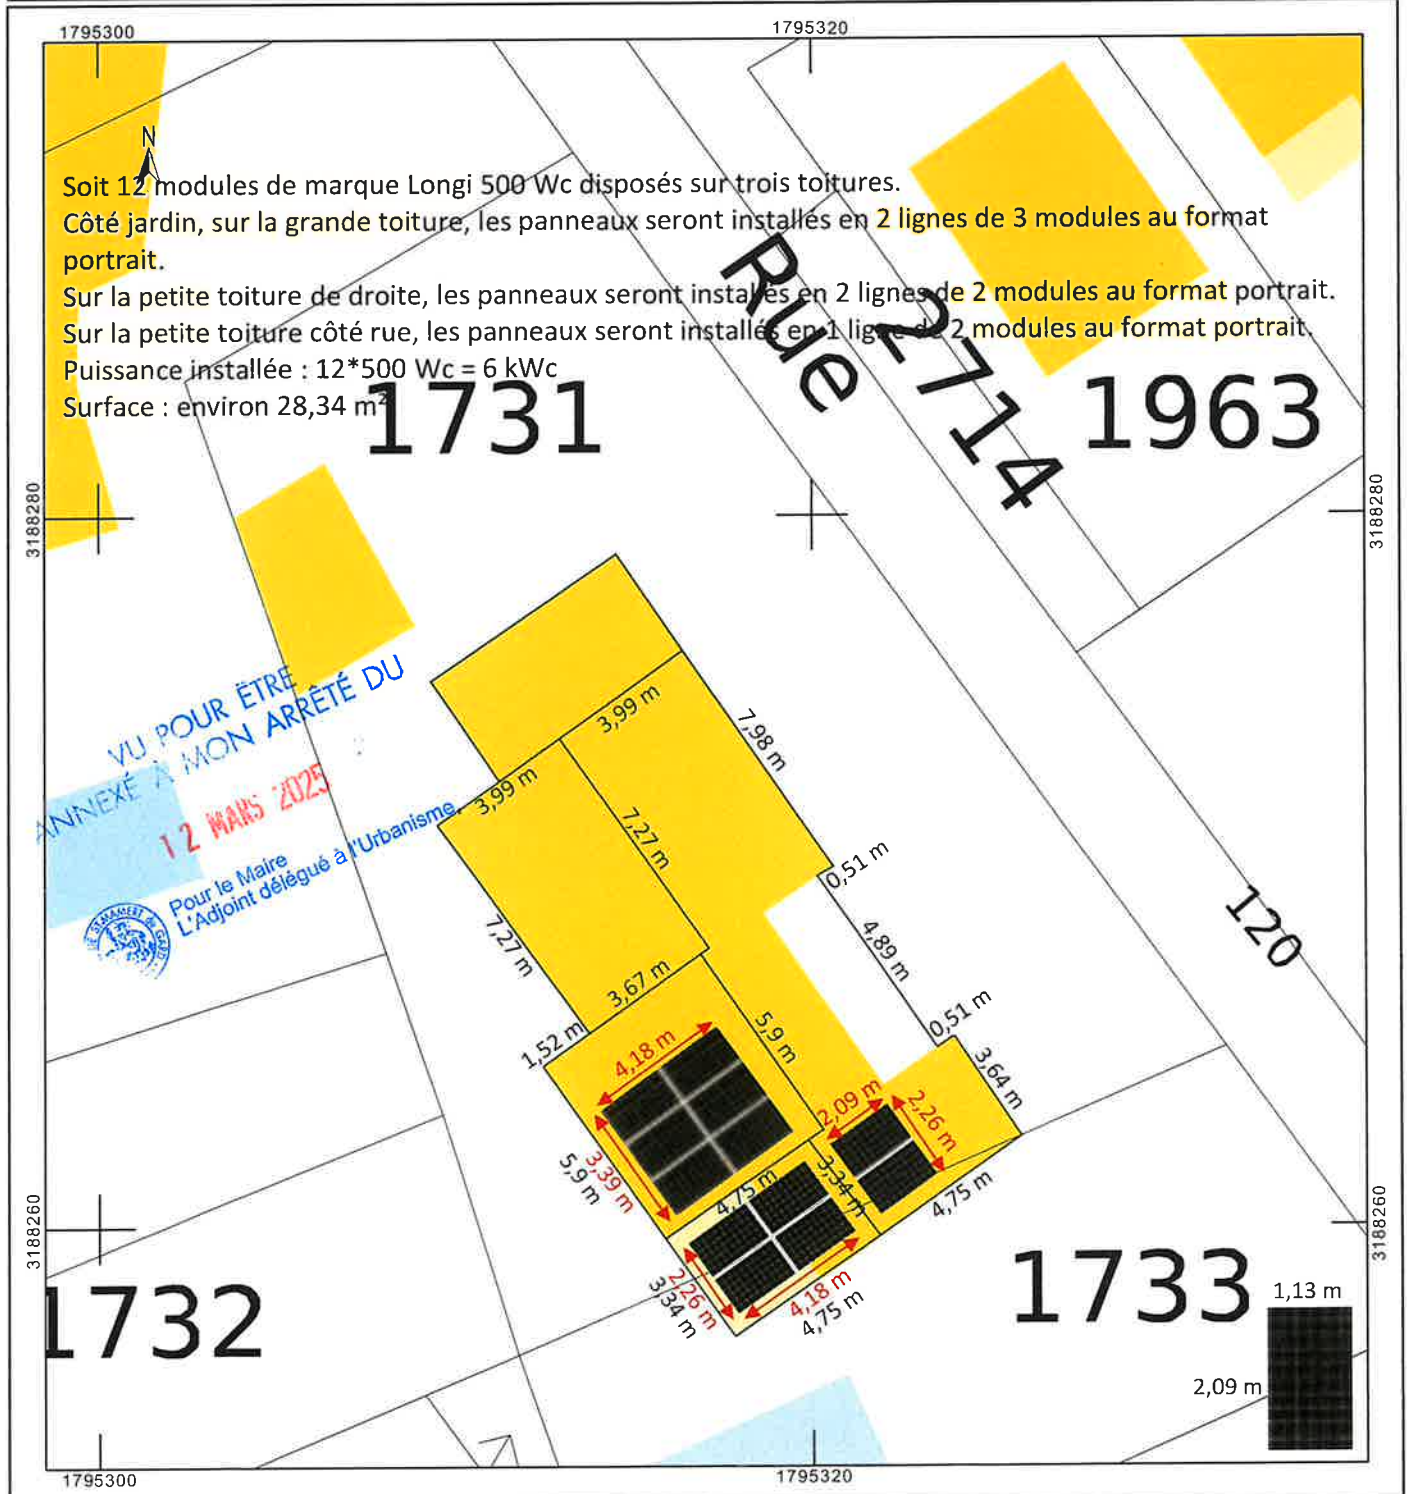 1795300
1795320
N
Soit 12 modules de marque Longi 500 Wc disposés sur trois toitures.
Côté jardin, sur la grande toiture, les panneaux seront installés en 2 lignes de 3 modules au format
portrait.
Sur la petite toiture de droite, les panneaux seront installés en 2 lignes de 2 modules au format portrait.
Sur la petite toiture côté rue, les panneaux seront installés en 1 ligne de 2 modules au format portrait.
Puissance installée : 12*500 Wc = 6 kWc
Surface : environ 28,34 m²
Rue
2714
1731
1963
3188280
3188280
VU POUR ÊTRE
ANNEXÉ À MON ARRÊTÉ DU
12 MARS 2025
Pour le Maire
L'Adjoint délégué à l'Urbanisme,
ST MAMERT du GARD
3,99 m
7,98 m
3,99 m
7,27 m
0,51 m
7,27 m
4,89 m
120
3,67 m
1,52 m
5,9 m
0,51 m
4,18 m
3,64 m
2,09 m
2,26 m
3,39 m
5,9 m
4,75 m
3,34 m
4,75 m
2,26 m
3,34 m
4,18 m
4,75 m
3188260
3188260
1732
1733
1,13 m
2,09 m
1795300
1795320